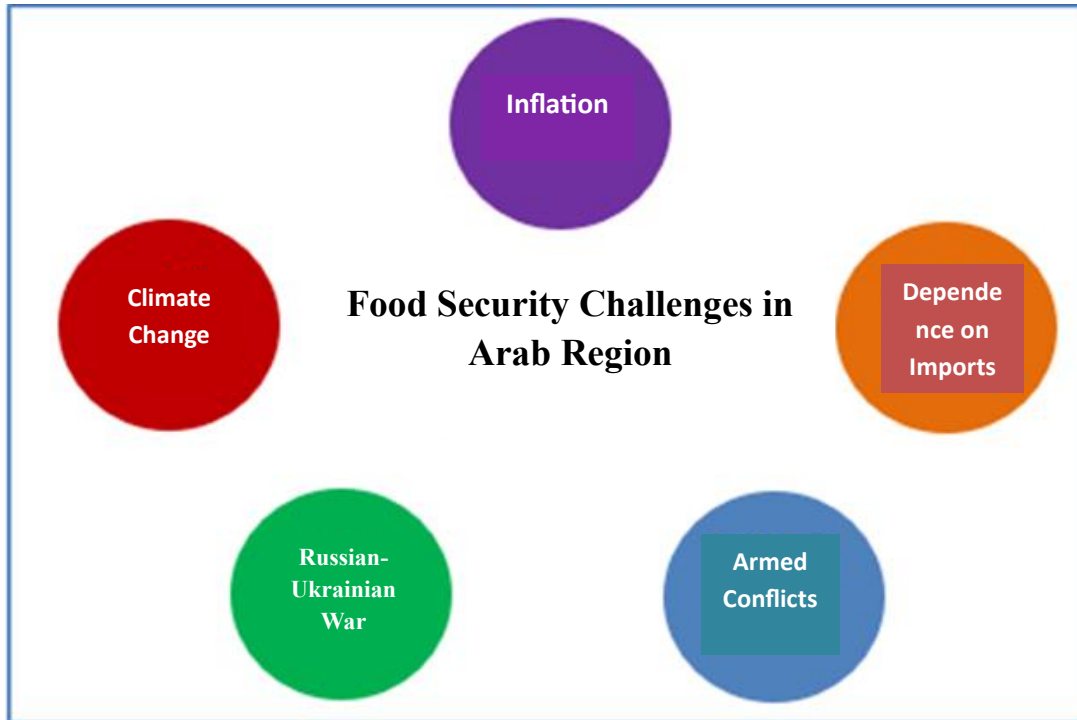 Inflation
Climate
Change
Food Security Challenges in
Arab Region
Depende
nce on
Imports
Russian-
Ukrainian
War
Armed
Conflicts